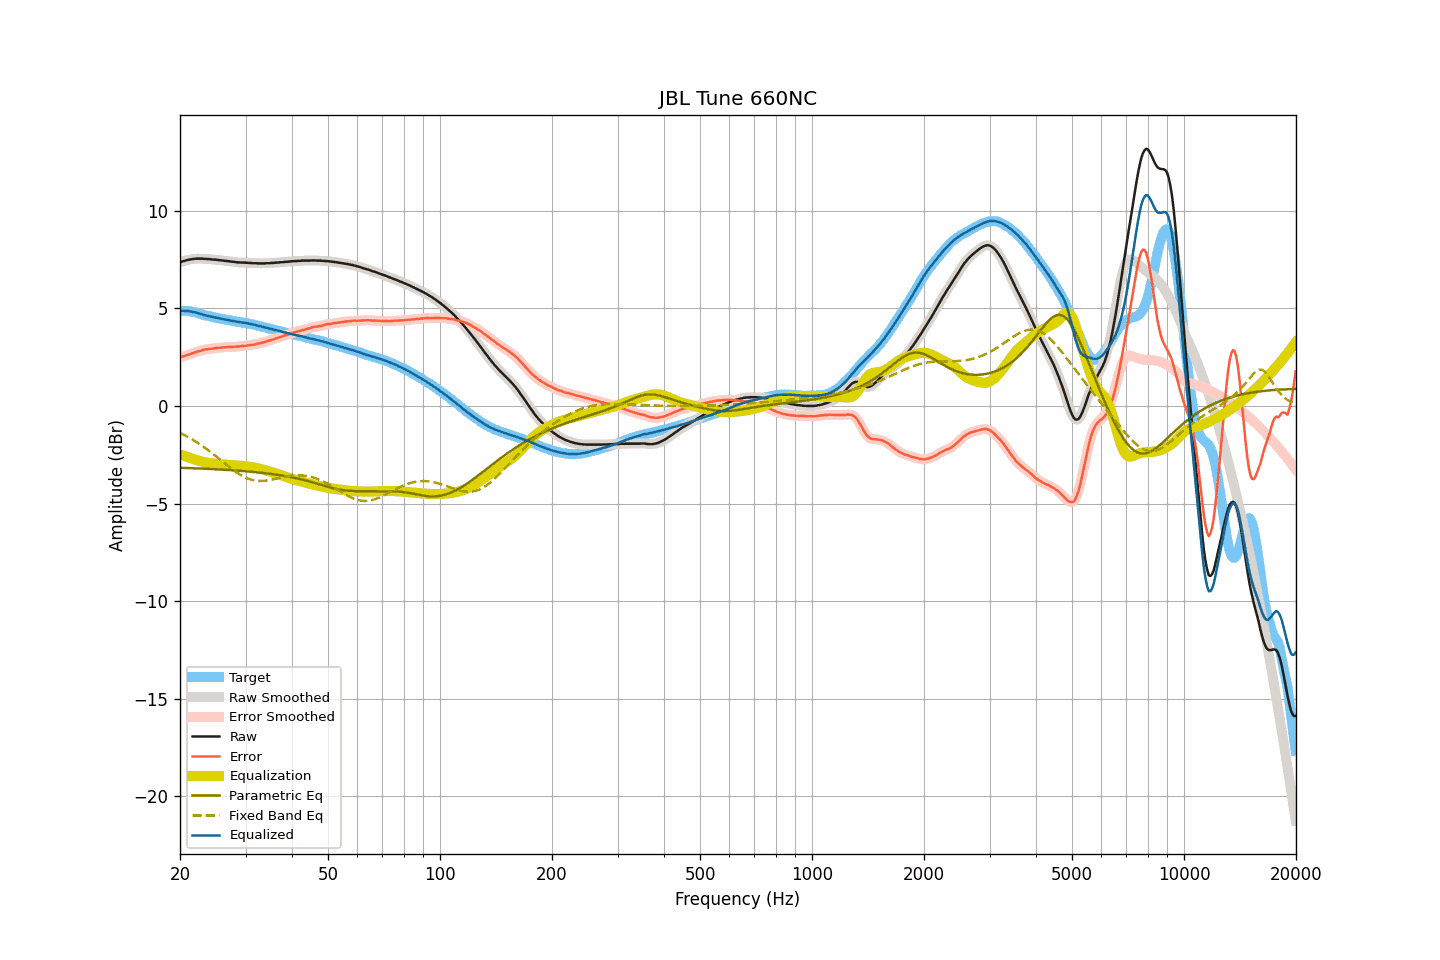 JBL Tune 660NC
Amplitude (dBr)
10
5
0
−5
−10
−15
−20
Target
Raw Smoothed
Error Smoothed
Raw
Error
Equalization
Parametric Eq
Fixed Band Eq
Equalized
20 50 100 200 500 1000 2000 5000 10000 20000
Frequency (Hz)